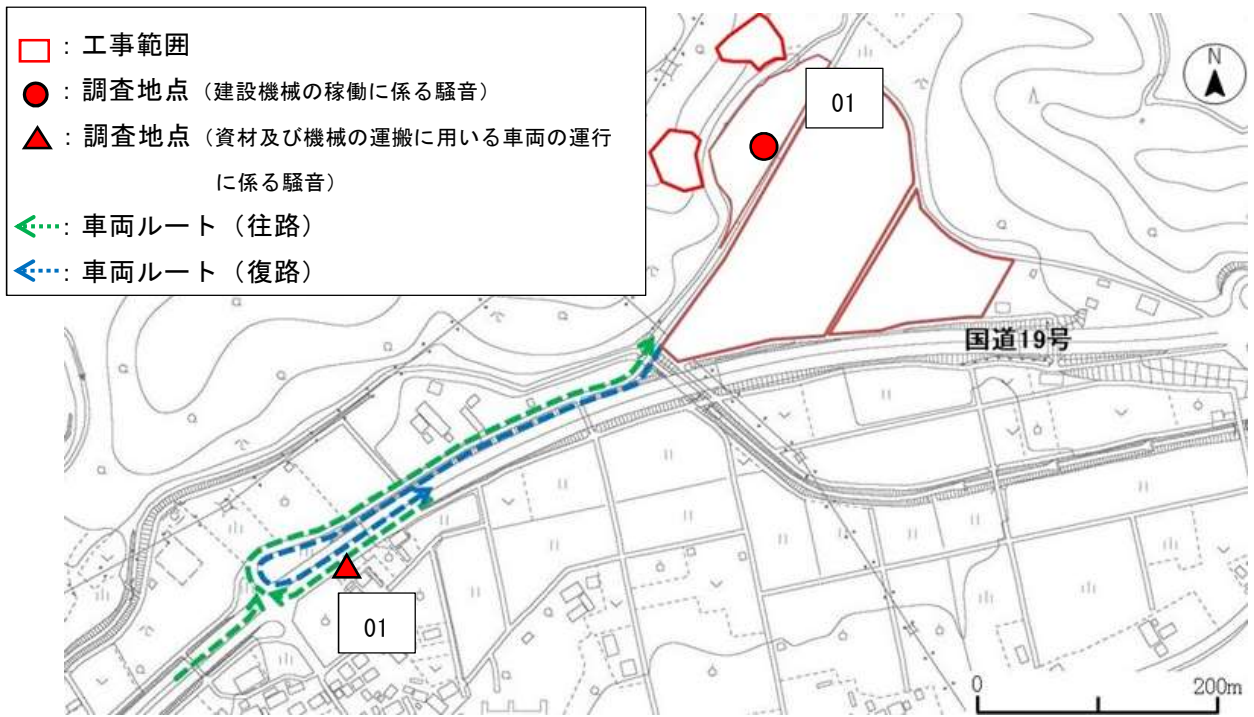 ：工事範囲
：調査地点（建設機械の稼働に係る騒音）
：調査地点（資材及び機械の運搬に用いる車両の運行
に係る騒音）
：車両ルート（往路）
：車両ルート（復路）
01
N
国道19号
01
0
200m